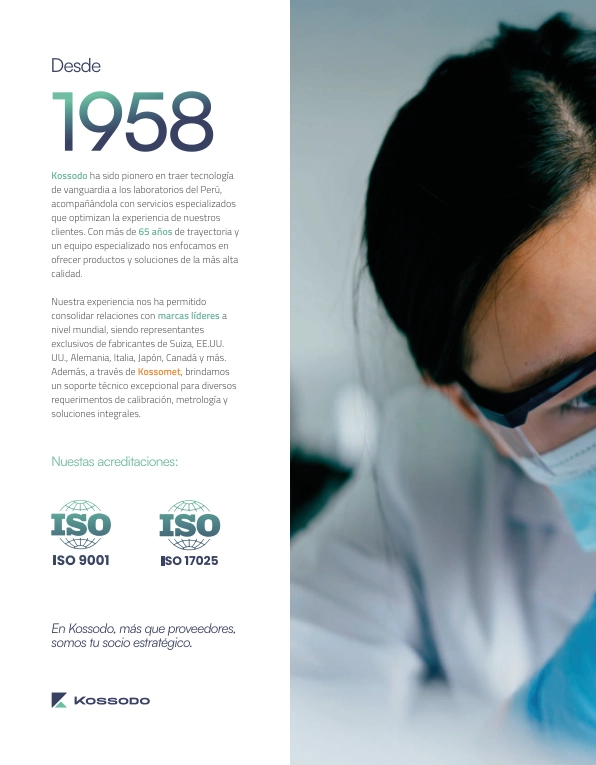 Desde
1958
Kossodo ha sido pionero en traer tecnología
de vanguardia a los laboratorios del Perú,
acompañándola con servicios especializados
que optimizan la experiencia de nuestros
clientes. Con más de 65 años de trayectoria y
un equipo especializado nos enfocamos en
ofrecer productos y soluciones de la más alta
calidad.
Nuestra experiencia nos ha permitido
consolidar relaciones con marcas líderes a
nivel mundial, siendo representantes
exclusivos de fabricantes de Suiza, EE.UU.
UU., Alemania, Italia, Japón, Canadá y más.
Además, a través de Kossomet, brindamos
un soporte técnico excepcional para diversos
requerimentos de calibración, metrología y
soluciones integrales.
Nuestas acreditaciones:
ISO ISO
ISO 9001 ISO 17025
En Kossodo, más que proveedores,
somos tu socio estratégico.
KOSSODO